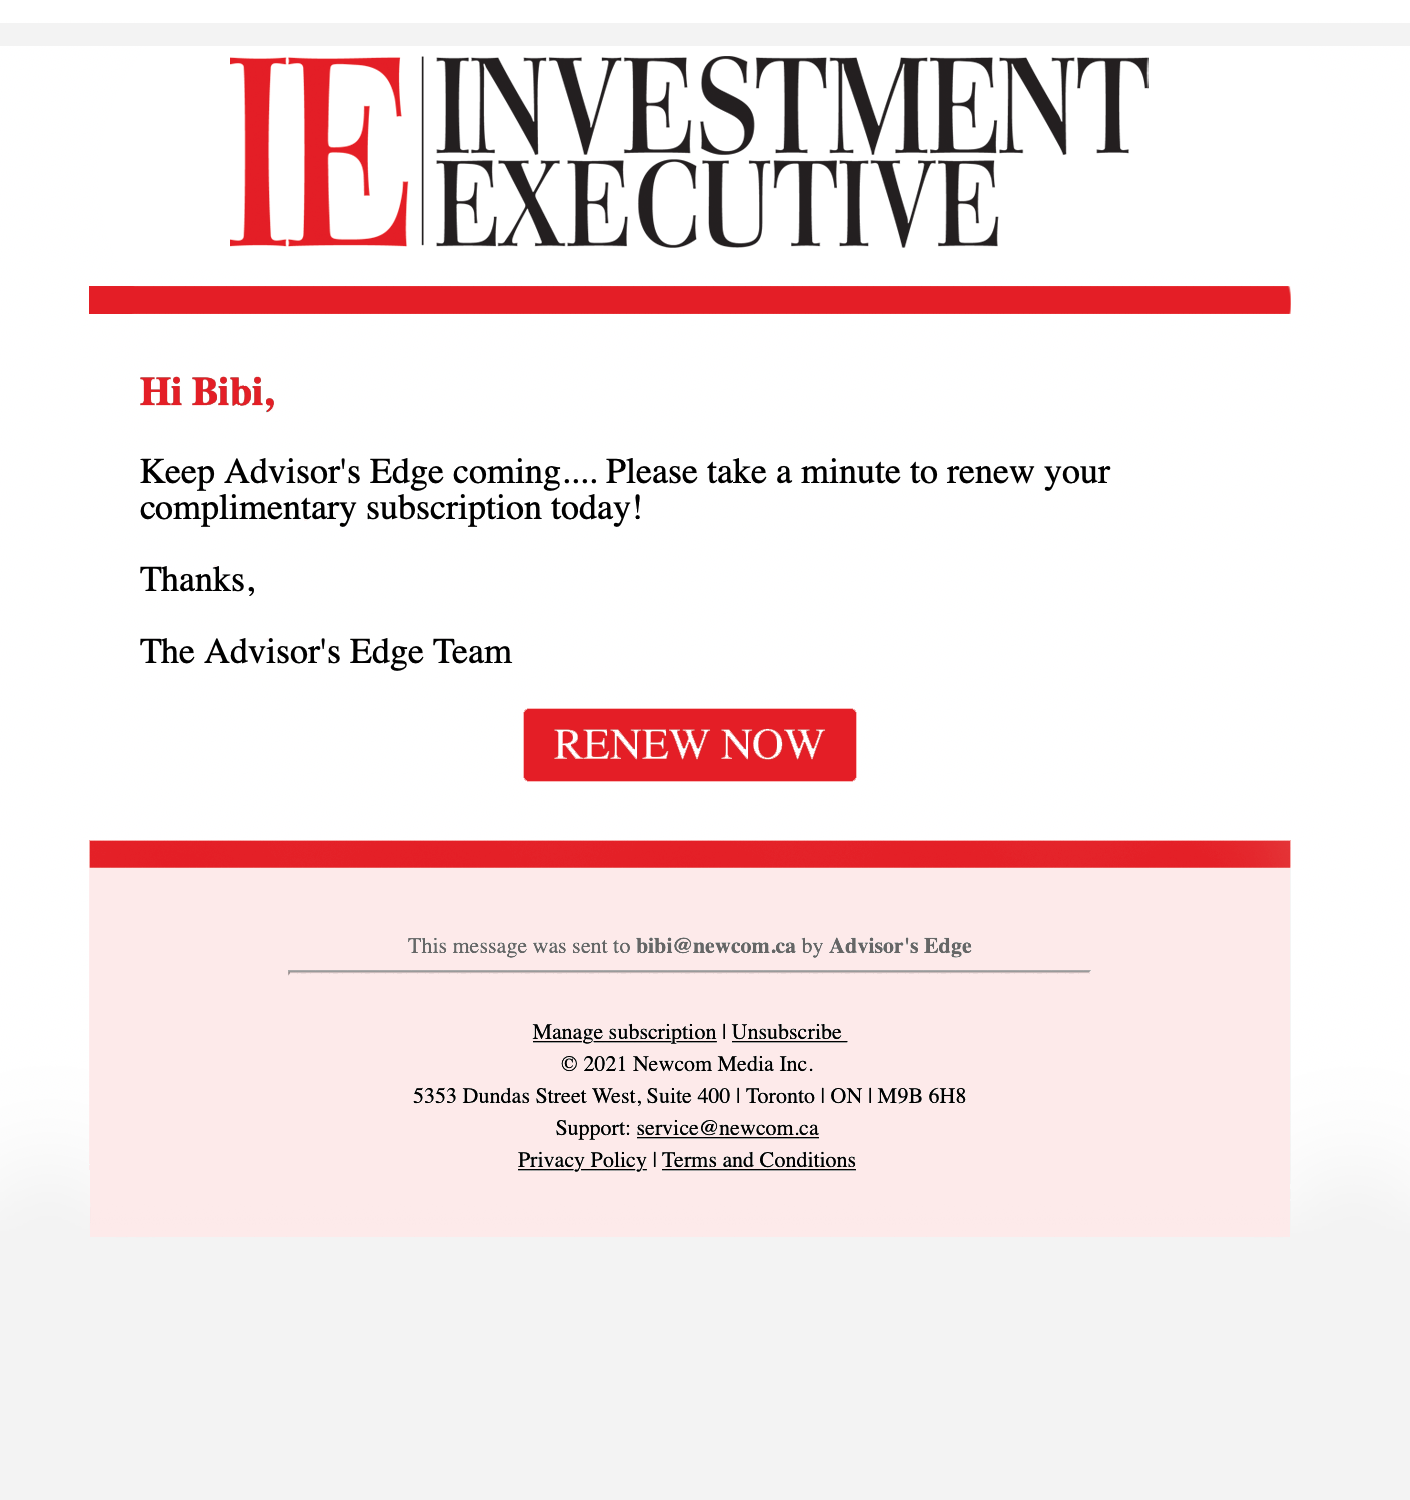 IE INVESTMENT
EXECUTIVE
Hi Bibi,
Keep Advisor's Edge coming.... Please take a minute to renew your
complimentary subscription today!
Thanks,
The Advisor's Edge Team
RENEW NOW
This message was sent to bibi@newcom.ca by Advisor's Edge
Manage subscription | Unsubscribe
© 2021 Newcom Media Inc.
5353 Dundas Street West, Suite 400 | Toronto | ON | M9B 6H8
Support: service@newcom.ca
Privacy Policy | Terms and Conditions